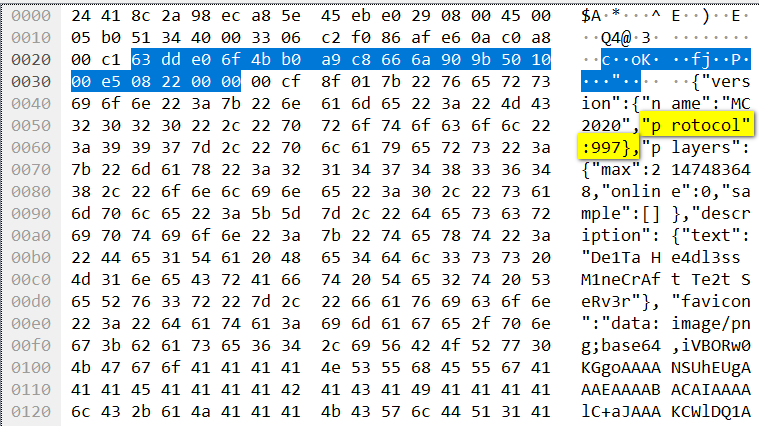 0000 24 41 8c 2a 98 ec a8 5e 45 eb e0 29 08 00 45 00 $A·*···^ E··)··E·
0010 05 b0 51 34 40 00 33 06 c2 f0 86 af e6 0a c0 a8 ··Q4@·3· ········
0020 00 c1 63 dd e0 6f 4b b0 a9 c8 66 6a 90 9b 50 10 ··c··oK· ··fj··P·
0030 00 e5 08 22 00 00 00 cf 8f 01 7b 22 76 65 72 73 ···"···· ··{"vers
0040 69 6f 6e 22 3a 7b 22 6e 61 6d 65 22 3a 22 4d 43 ion":{"n ame":"MC
0050 32 30 32 30 22 2c 22 70 72 6f 74 6f 63 6f 6c 22 2020","p rotocol"
0060 3a 39 39 37 7d 2c 22 70 6c 61 79 65 72 73 22 3a :997},"p layers":
0070 7b 22 6d 61 78 22 3a 32 31 34 37 34 38 33 36 34 {"max":2 14748364
0080 38 2c 22 6f 6e 6c 69 6e 65 22 3a 30 2c 22 73 61 8,"onlin e":0,"sa
0090 6d 70 6c 65 22 3a 5b 5d 7d 2c 22 64 65 73 63 72 mple":[] },"descr
00a0 69 70 74 69 6f 6e 22 3a 7b 22 74 65 78 74 22 3a iption": {"text":
00b0 22 44 65 31 54 61 20 48 65 34 64 6c 33 73 73 20 "De1Ta H e4dl3ss
00c0 4d 31 6e 65 43 72 41 66 74 20 54 65 32 74 20 53 M1neCrAf t Te2t S
00d0 65 52 76 33 72 22 7d 2c 22 66 61 76 69 63 6f 6e eRv3r"}, "favicon
00e0 22 3a 22 64 61 74 61 3a 69 6d 61 67 65 2f 70 6e ":"data: image/pn
00f0 67 3b 62 61 73 65 36 34 2c 69 56 42 4f 52 77 30 g;base64 ,iVBORw0
0100 4b 47 67 6f 41 41 41 41 4e 53 55 68 45 55 67 41 KGgoAAAA NSUhEUgA
0110 41 41 45 41 41 41 42 41 43 41 49 41 41 41 41 AAEAAAAB ACAIAAAA
0120 6c 43 2b 61 4a 41 41 41 4b 43 57 6c 44 51 31 41 lC+aJAAA KCWlDQ1A